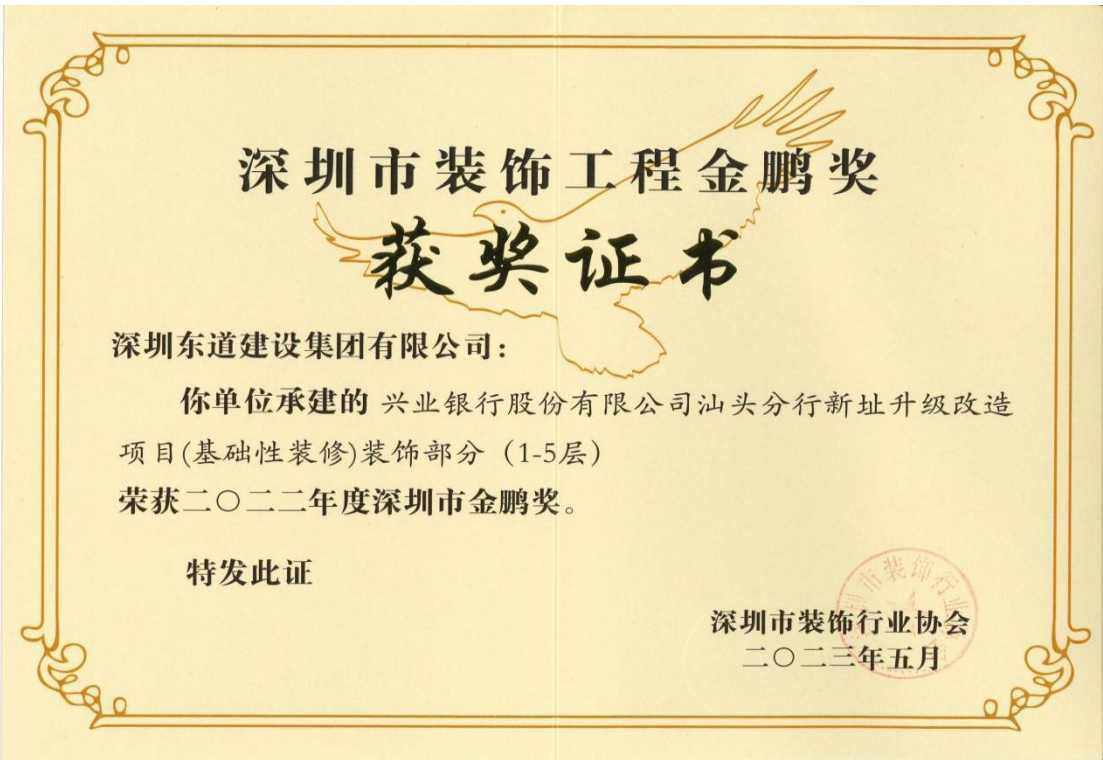 深圳市装饰工程金鹏奖
获奖证书
深圳东道建设集团有限公司：
你单位承建的 兴业银行股份有限公司汕头分行新址升级改造
项目(基础性装修)装饰部分（1-5层）
荣获二〇二二年度深圳市金鹏奖。
特发此证
深圳市装饰行业协会
二〇二三年五月